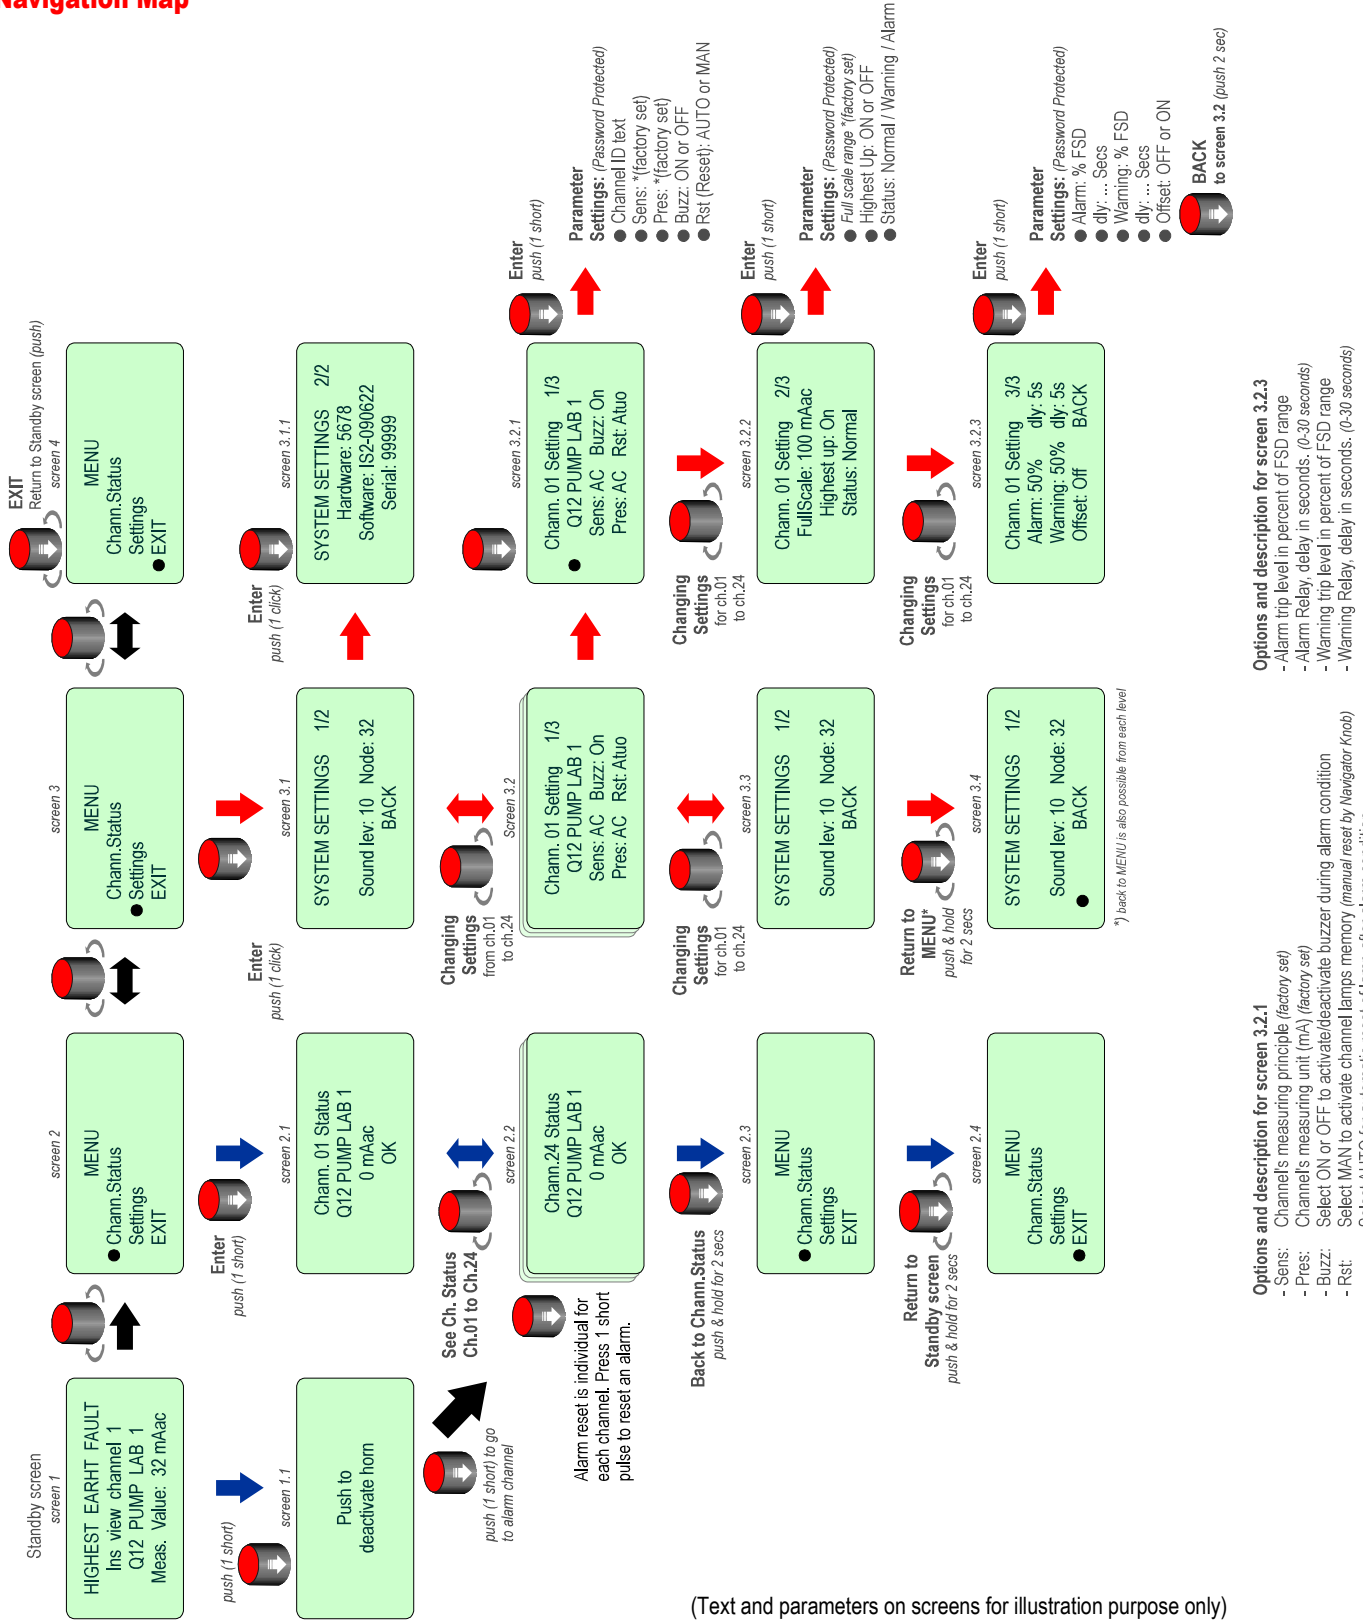 Navigation Map
Standby screen
screen 1
HIGHEST EARHT FAULT
Ins view channel 1
Q12 PUMP LAB 1
Meas. Value: 32 mAac
push (1 short)
screen 1.1
Push to
deactivate horn
push (1 short) to go
to alarm channel
screen 2
MENU
● Chann.Status
Settings
EXIT
Enter
push (1 short)
screen 2.1
Chann. 01 Status
Q12 PUMP LAB 1
0 mAac
OK
See Ch. Status
Ch.01 to Ch.24
screen 2.2
Chann.24 Status
Q12 PUMP LAB 1
0 mAac
OK
Alarm reset is individual for
each channel. Press 1 short
pulse to reset an alarm.
Back to Chann.Status
push & hold for 2 secs
screen 2.3
MENU
● Chann.Status
Settings
EXIT
Return to
Standby screen
push & hold for 2 secs
screen 2.4
MENU
Chann.Status
Settings
● EXIT
screen 3
MENU
Chann.Status
● Settings
EXIT
Enter
push (1 click)
screen 3.1
SYSTEM SETTINGS 1/2
Sound lev: 10 Node: 32
BACK
Changing
Settings
from ch.01
to ch.24
Screen 3.2
Chann. 01 Setting 1/3
Q12 PUMP LAB 1
Sens: AC Buzz: On
Pres: AC Rst: Atuo
Changing
Settings
for ch.01
to ch.24
screen 3.3
SYSTEM SETTINGS 1/2
Sound lev: 10 Node: 32
BACK
Return to
MENU*
push & hold
for 2 secs
screen 3.4
SYSTEM SETTINGS 1/2
Sound lev: 10 Node: 32
● BACK
*) back to MENU is also possible from each level
EXIT
Return to Standby screen (push)
screen 4
MENU
Chann.Status
Settings
● EXIT
Enter
push (1 click)
screen 3.1.1
SYSTEM SETTINGS 2/2
Hardware: 5678
Software: IS2-090622
Serial: 99999
screen 3.2.1
Chann. 01 Setting 1/3
● Q12 PUMP LAB 1
Sens: AC Buzz: On
Pres: AC Rst: Atuo
Enter
push (1 short)
Parameter
Settings: (Password Protected)
● Channel ID text
● Sens: *(factory set)
● Pres: *(factory set)
● Buzz: ON or OFF
● Rst (Reset): AUTO or MAN
Changing
Settings
for ch.01
to ch.24
screen 3.2.2
Chann. 01 Setting 2/3
FullScale: 100 mAac
Highest up: On
Status: Normal
Enter
push (1 short)
Parameter
Settings: (Password Protected)
● Full scale range *(factory set)
● Highest Up: ON or OFF
● Status: Normal / Warning / Alarm
Changing
Settings
for ch.01
to ch.24
screen 3.2.3
Chann. 01 Setting 3/3
Alarm: 50% dly: 5s
Warning: 50% dly: 5s
Offset: Off BACK
Enter
push (1 short)
Parameter
Settings: (Password Protected)
● Alarm: % FSD
● dly: ... Secs
● Warning: % FSD
● dly: ... Secs
● Offset: OFF or ON
BACK
to screen 3.2 (push 2 sec)
Options and description for screen 3.2.1
- Sens: Channel's measuring principle (factory set)
- Pres: Channel's measuring unit (mA) (factory set)
- Buzz: Select ON or OFF to activate/deactivate buzzer during alarm condition
- Rst: Select MAN to activate channel lamps memory (manual reset by Navigator Knob)
Options and description for screen 3.2.3
- Alarm trip level in percent of FSD range
- Alarm Relay, delay in seconds. (0-30 seconds)
- Warning trip level in percent of FSD range
- Warning Relay, delay in seconds. (0-30 seconds)
(Text and parameters on screens for illustration purpose only)